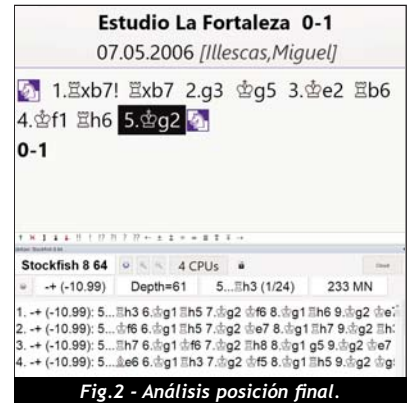 Estudio La Fortaleza 0-1
07.05.2006 [Illescas,Miguel]
1.♖xb7! ♖xb7 2.g3 ♔g5 3.♔e2 ♖b6
4.♔f1 ♖h6 5.♔g2
0-1
Stockfish 8 64 4 CPUs
-+ (-10.99) Depth=61 5...♖h3 (1/24) 233 MN
1. -+ (-10.99): 5...♖h3 6.♔g1 ♖h5 7.♔g2 ♔f6 8.♔g1 ♖h6 9.♔g2 ♔e7
2. -+ (-10.99): 5...♔f6 6.♔g1 ♖h5 7.♔g2 ♔e7 8.♔g1 ♖h7 9.♔g2 ♖h
3. -+ (-10.99): 5...♖h7 6.♔g1 ♔f6 7.♔g2 ♖h8 8.♔g1 g5 9.♔g2 ♔e7
4. -+ (-10.99): 5...♗e6 6.♔g1 ♖h3 7.♔g2 ♔f5 8.♔g1 ♖h5 9.♔g2 ♔g
Fig.2 - Análisis posición final.